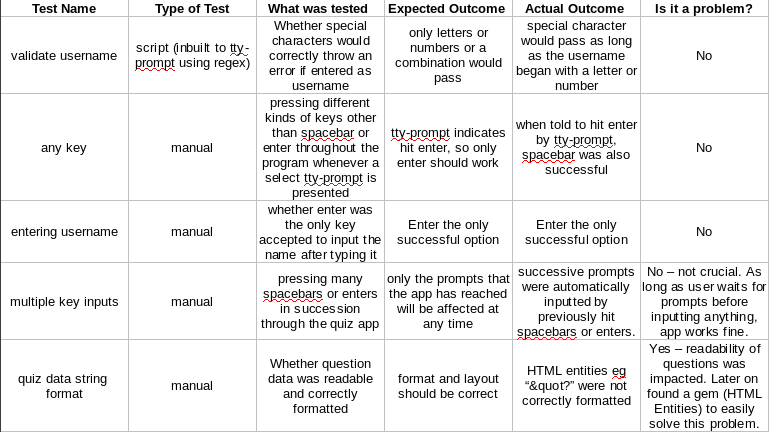 Test Name Type of Test What was tested Expected Outcome Actual Outcome Is it a problem?
validate username
script (inbuilt to tty-
prompt using regex)
Whether special
characters would
correctly throw an
error if entered as
username
only letters or
numbers or a
combination would
pass
special character
would pass as long
as the username
began with a letter or
number
No
any key
manual
pressing different
kinds of keys other
than spacebar or
enter throughout the
program whenever a
select tty-prompt is
presented
tty-prompt indicates
hit enter, so only
enter should work
when told to hit enter
by tty-prompt,
spacebar was also
successful
No
entering username
manual
whether enter was
the only key
accepted to input the
name after typing it
Enter the only
successful option
Enter the only
successful option
No
multiple key inputs
manual
pressing many
spacebars or enters
in succession
through the quiz app
only the prompts that
the app has reached
will be affected at
any time
successive prompts
were automatically
inputted by
previously hit
spacebars or enters.
No – not crucial. As
long as user waits for
prompts before
inputting anything,
app works fine.
quiz data string
format
manual
Whether question
data was readable
and correctly
formatted
format and layout
should be correct
HTML entities eg
“&quot?” were not
correctly formatted
Yes – readability of
questions was
impacted. Later on
found a gem (HTML
Entities) to easily
solve this problem.